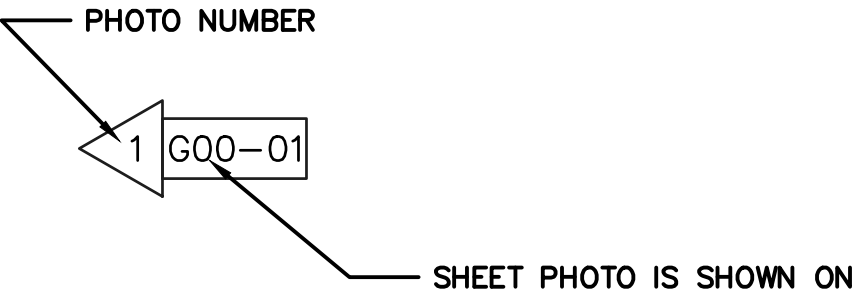 PHOTO NUMBER
1 G00-01
SHEET PHOTO IS SHOWN ON